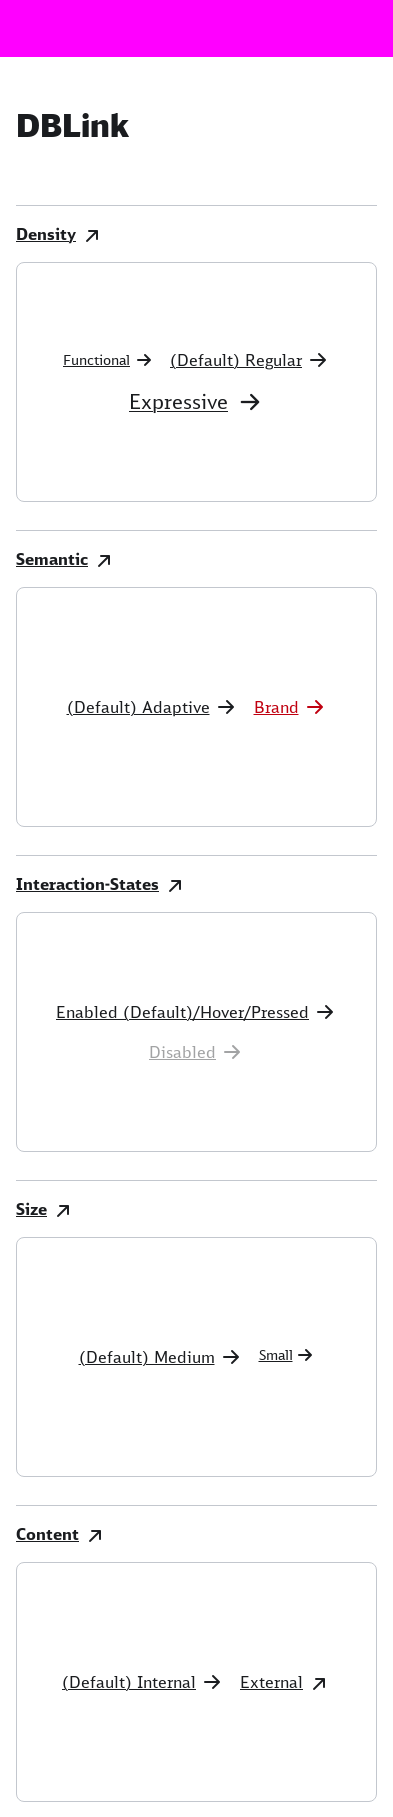 DBLink
Density
Functional (Default) Regular
Expressive
Semantic
(Default) Adaptive Brand
Interaction-States
Enabled (Default)/Hover/Pressed
Disabled
Size
(Default) Medium Small
Content
(Default) Internal External